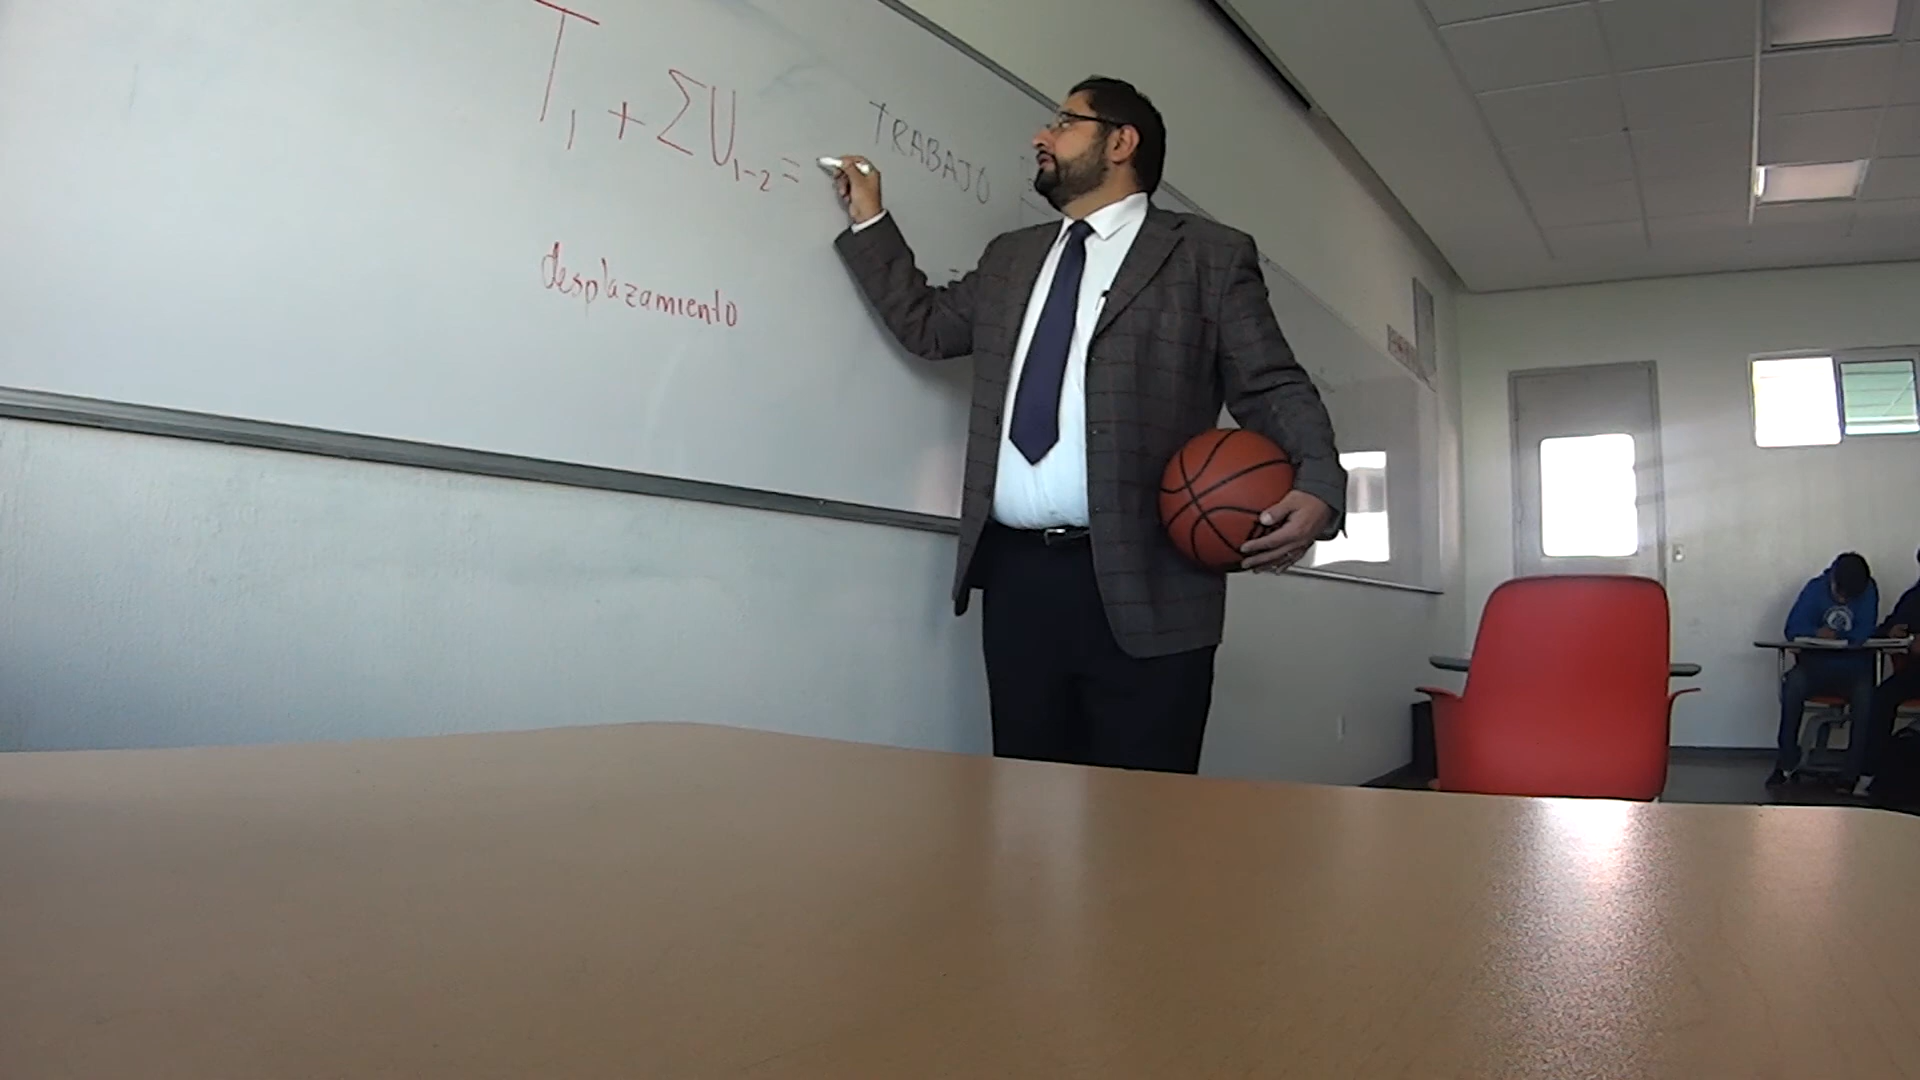 T₁ + ΣU₁₋₂ =
TRABAJO
desplazamiento